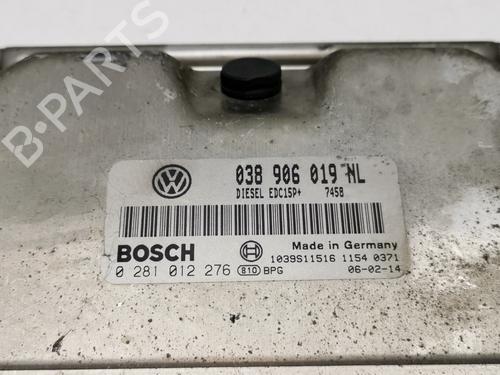 B-PARTS
038 906 019 NL
DIESEL EDC15P+ 7458
BOSCH
Made in Germany
1039S11516 1154 0371
0 281 012 276 810 BPG
06-02-14